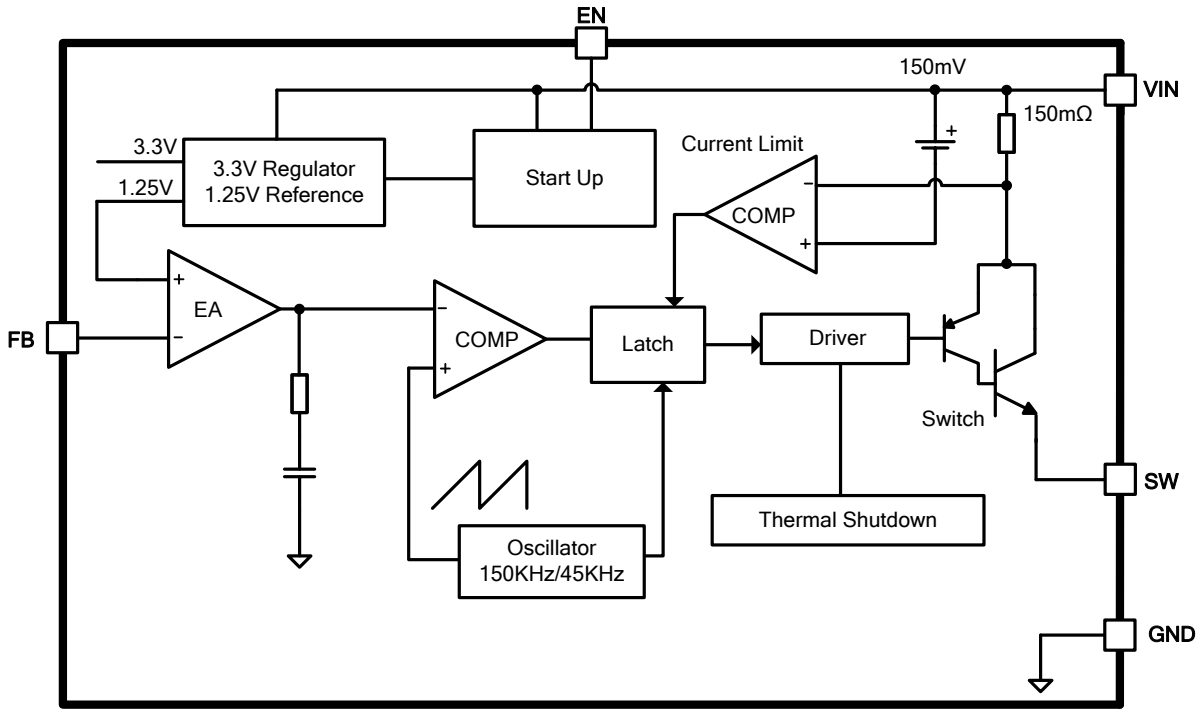 EN
150mV
VIN
150mΩ
+
3.3V
3.3V Regulator
1.25V Reference
1.25V
Start Up
Current Limit
−
COMP
+
+
EA
−
FB
−
COMP
+
Latch
Driver
Switch
SW
Thermal Shutdown
Oscillator
150KHz/45KHz
GND